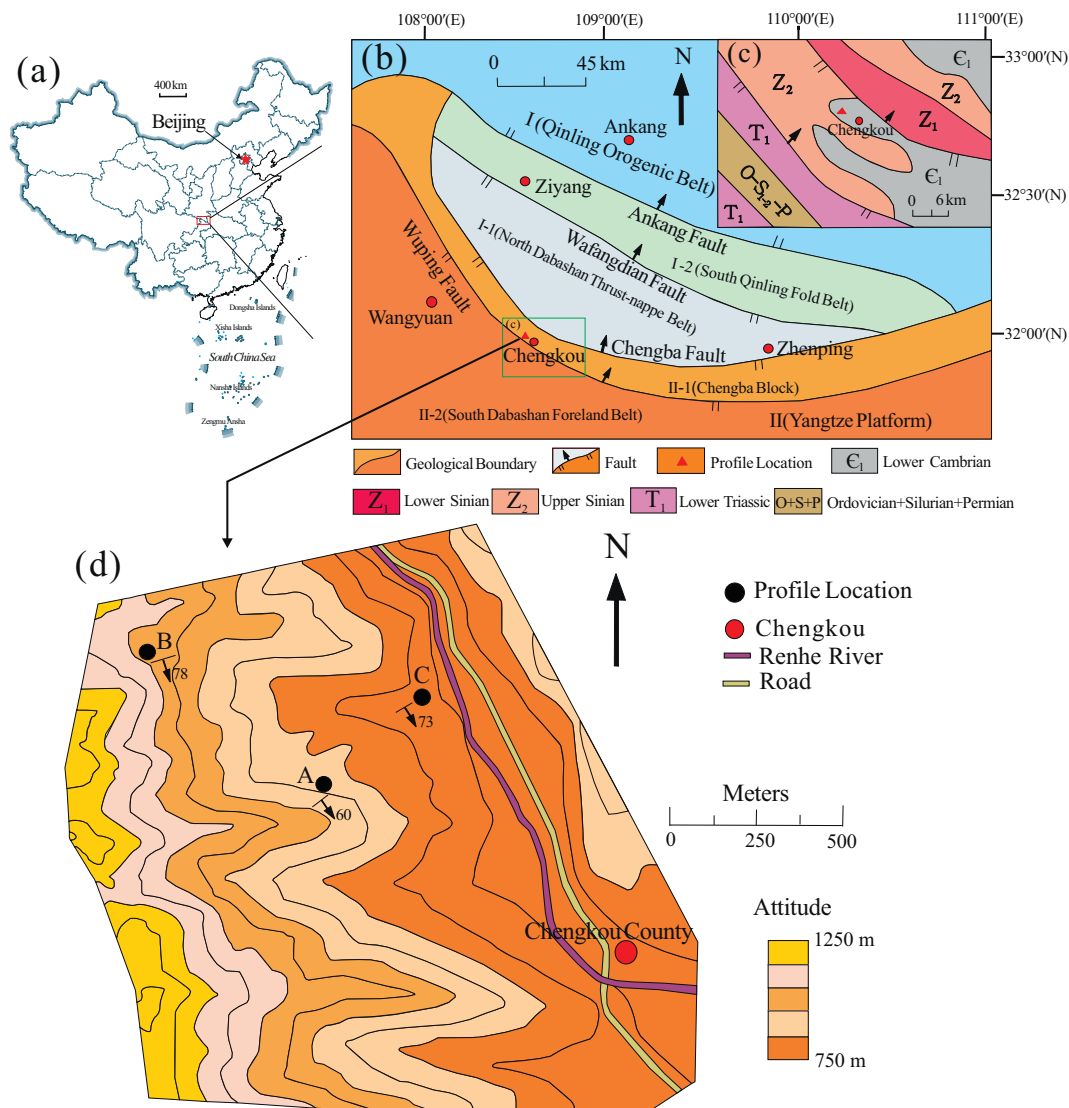 (a)
400km
Beijing
Dongsha Islands
Xisha Islands
South China Sea
Nansha Islands
Zengmu Ansha
108°00′(E)
109°00′(E)
110°00′(E)
111°00′(E)
33°00′(N)
32°30′(N)
32°00′(N)
(b)
0
45 km
N
I (Qinling Orogenic Belt)
Ankang
Ziyang
Ankang Fault
I-2 (South Qinling Fold Belt)
Wafangdian Fault
I-1(North Dabashan Thrust-nappe Belt)
Wuping Fault
Wangyuan
(c)
Chengkou
Chengba Fault
Zhenping
II-1(Chengba Block)
II-2(South Dabashan Foreland Belt)
II(Yangtze Platform)
(c)
Є1
Z2
Z2
Z1
Chengkou
T1
Є1
O-S1-2-P
T1
0 6 km
Geological Boundary
Fault
Profile Location
Є1 Lower Cambrian
Z1 Lower Sinian
Z2 Upper Sinian
T1 Lower Triassic
O+S+P Ordovician+Silurian+Permian
(d)
N
B
78
C
73
A
60
Chengkou County
Profile Location
Chengkou
Renhe River
Road
Meters
0 250 500
Attitude
1250 m
750 m